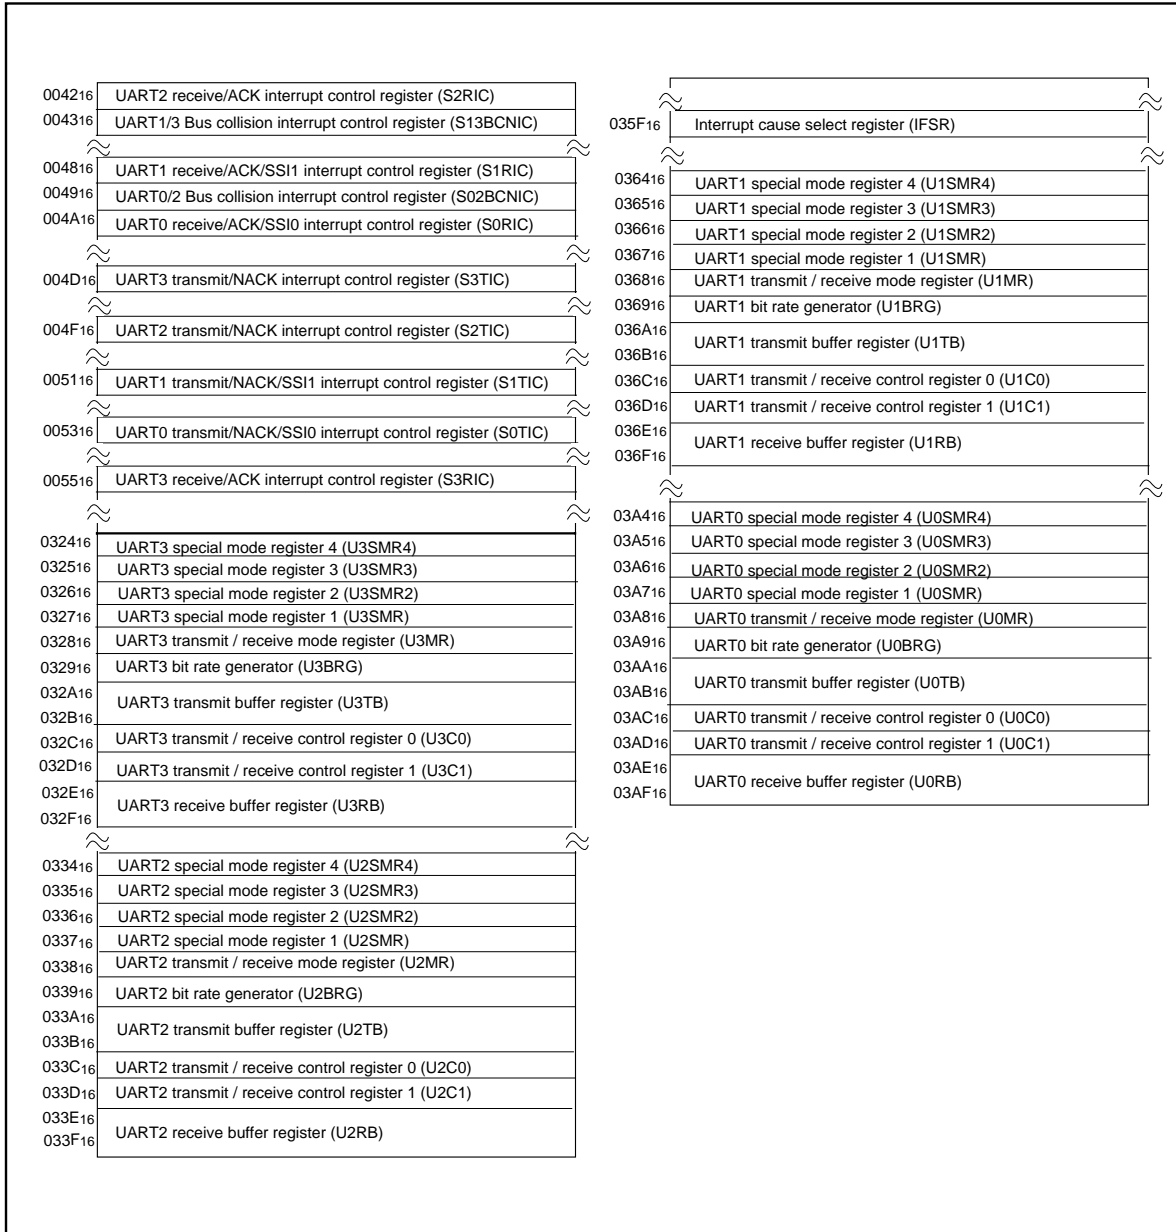 0042₁₆ UART2 receive/ACK interrupt control register (S2RIC)
0043₁₆ UART1/3 Bus collision interrupt control register (S13BCNIC)
0048₁₆ UART1 receive/ACK/SSI1 interrupt control register (S1RIC)
0049₁₆ UART0/2 Bus collision interrupt control register (S02BCNIC)
004A₁₆ UART0 receive/ACK/SSI0 interrupt control register (S0RIC)
004D₁₆ UART3 transmit/NACK interrupt control register (S3TIC)
004F₁₆ UART2 transmit/NACK interrupt control register (S2TIC)
0051₁₆ UART1 transmit/NACK/SSI1 interrupt control register (S1TIC)
0053₁₆ UART0 transmit/NACK/SSI0 interrupt control register (S0TIC)
0055₁₆ UART3 receive/ACK interrupt control register (S3RIC)
0324₁₆ UART3 special mode register 4 (U3SMR4)
0325₁₆ UART3 special mode register 3 (U3SMR3)
0326₁₆ UART3 special mode register 2 (U3SMR2)
0327₁₆ UART3 special mode register 1 (U3SMR)
0328₁₆ UART3 transmit / receive mode register (U3MR)
0329₁₆ UART3 bit rate generator (U3BRG)
032A₁₆
UART3 transmit buffer register (U3TB)
032B₁₆
032C₁₆ UART3 transmit / receive control register 0 (U3C0)
032D₁₆ UART3 transmit / receive control register 1 (U3C1)
032E₁₆
UART3 receive buffer register (U3RB)
032F₁₆
0334₁₆ UART2 special mode register 4 (U2SMR4)
0335₁₆ UART2 special mode register 3 (U2SMR3)
0336₁₆ UART2 special mode register 2 (U2SMR2)
0337₁₆ UART2 special mode register 1 (U2SMR)
0338₁₆ UART2 transmit / receive mode register (U2MR)
0339₁₆ UART2 bit rate generator (U2BRG)
033A₁₆
UART2 transmit buffer register (U2TB)
033B₁₆
033C₁₆ UART2 transmit / receive control register 0 (U2C0)
033D₁₆ UART2 transmit / receive control register 1 (U2C1)
033E₁₆
UART2 receive buffer register (U2RB)
033F₁₆
035F₁₆ Interrupt cause select register (IFSR)
0364₁₆ UART1 special mode register 4 (U1SMR4)
0365₁₆ UART1 special mode register 3 (U1SMR3)
0366₁₆ UART1 special mode register 2 (U1SMR2)
0367₁₆ UART1 special mode register 1 (U1SMR)
0368₁₆ UART1 transmit / receive mode register (U1MR)
0369₁₆ UART1 bit rate generator (U1BRG)
036A₁₆
UART1 transmit buffer register (U1TB)
036B₁₆
036C₁₆ UART1 transmit / receive control register 0 (U1C0)
036D₁₆ UART1 transmit / receive control register 1 (U1C1)
036E₁₆
UART1 receive buffer register (U1RB)
036F₁₆
03A4₁₆ UART0 special mode register 4 (U0SMR4)
03A5₁₆ UART0 special mode register 3 (U0SMR3)
03A6₁₆ UART0 special mode register 2 (U0SMR2)
03A7₁₆ UART0 special mode register 1 (U0SMR)
03A8₁₆ UART0 transmit / receive mode register (U0MR)
03A9₁₆ UART0 bit rate generator (U0BRG)
03AA₁₆
UART0 transmit buffer register (U0TB)
03AB₁₆
03AC₁₆ UART0 transmit / receive control register 0 (U0C0)
03AD₁₆ UART0 transmit / receive control register 1 (U0C1)
03AE₁₆
UART0 receive buffer register (U0RB)
03AF₁₆